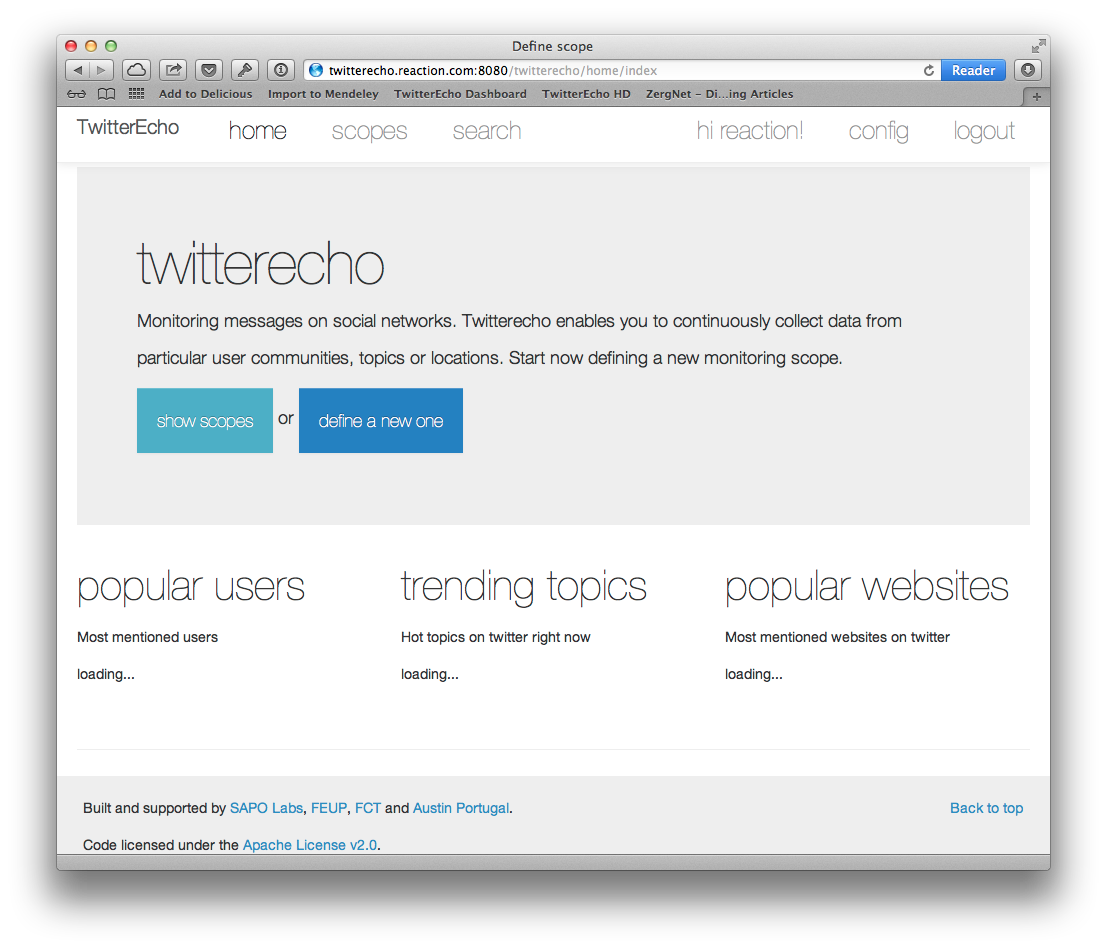 Define scope
twitterecho.reaction.com:8080/twitterecho/home/index Reader
Add to Delicious Import to Mendeley TwitterEcho Dashboard TwitterEcho HD ZergNet – Di...ing Articles
TwitterEcho home scopes search hi reaction! config logout
twitterecho
Monitoring messages on social networks. Twitterecho enables you to continuously collect data from
particular user communities, topics or locations. Start now defining a new monitoring scope.
show scopes or define a new one
popular users trending topics popular websites
Most mentioned users Hot topics on twitter right now Most mentioned websites on twitter
loading... loading... loading...
Built and supported by SAPO Labs, FEUP, FCT and Austin Portugal. Back to top
Code licensed under the Apache License v2.0.